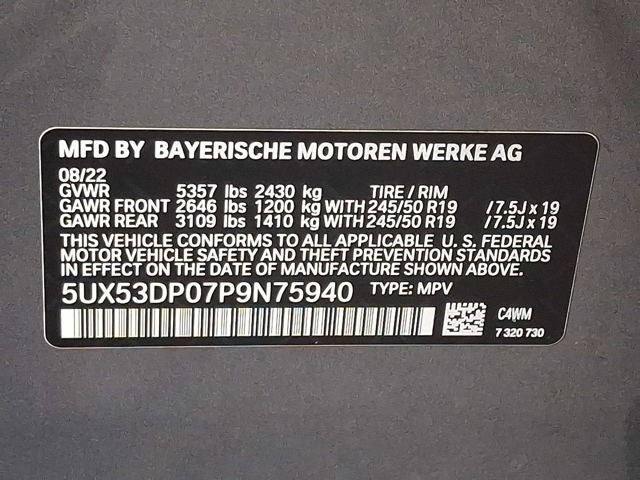 MFD BY BAYERISCHE MOTOREN WERKE AG
08/22
GVWR 5357 lbs 2430 kg TIRE / RIM
GAWR FRONT 2646 lbs 1200 kg WITH 245/50 R19 / 7.5J x 19
GAWR REAR 3109 lbs 1410 kg WITH 245/50 R19 / 7.5J x 19
THIS VEHICLE CONFORMS TO ALL APPLICABLE U. S. FEDERAL
MOTOR VEHICLE SAFETY AND THEFT PREVENTION STANDARDS
IN EFFECT ON THE DATE OF MANUFACTURE SHOWN ABOVE.
5UX53DP07P9N75940 TYPE: MPV
C4WM
7 320 730